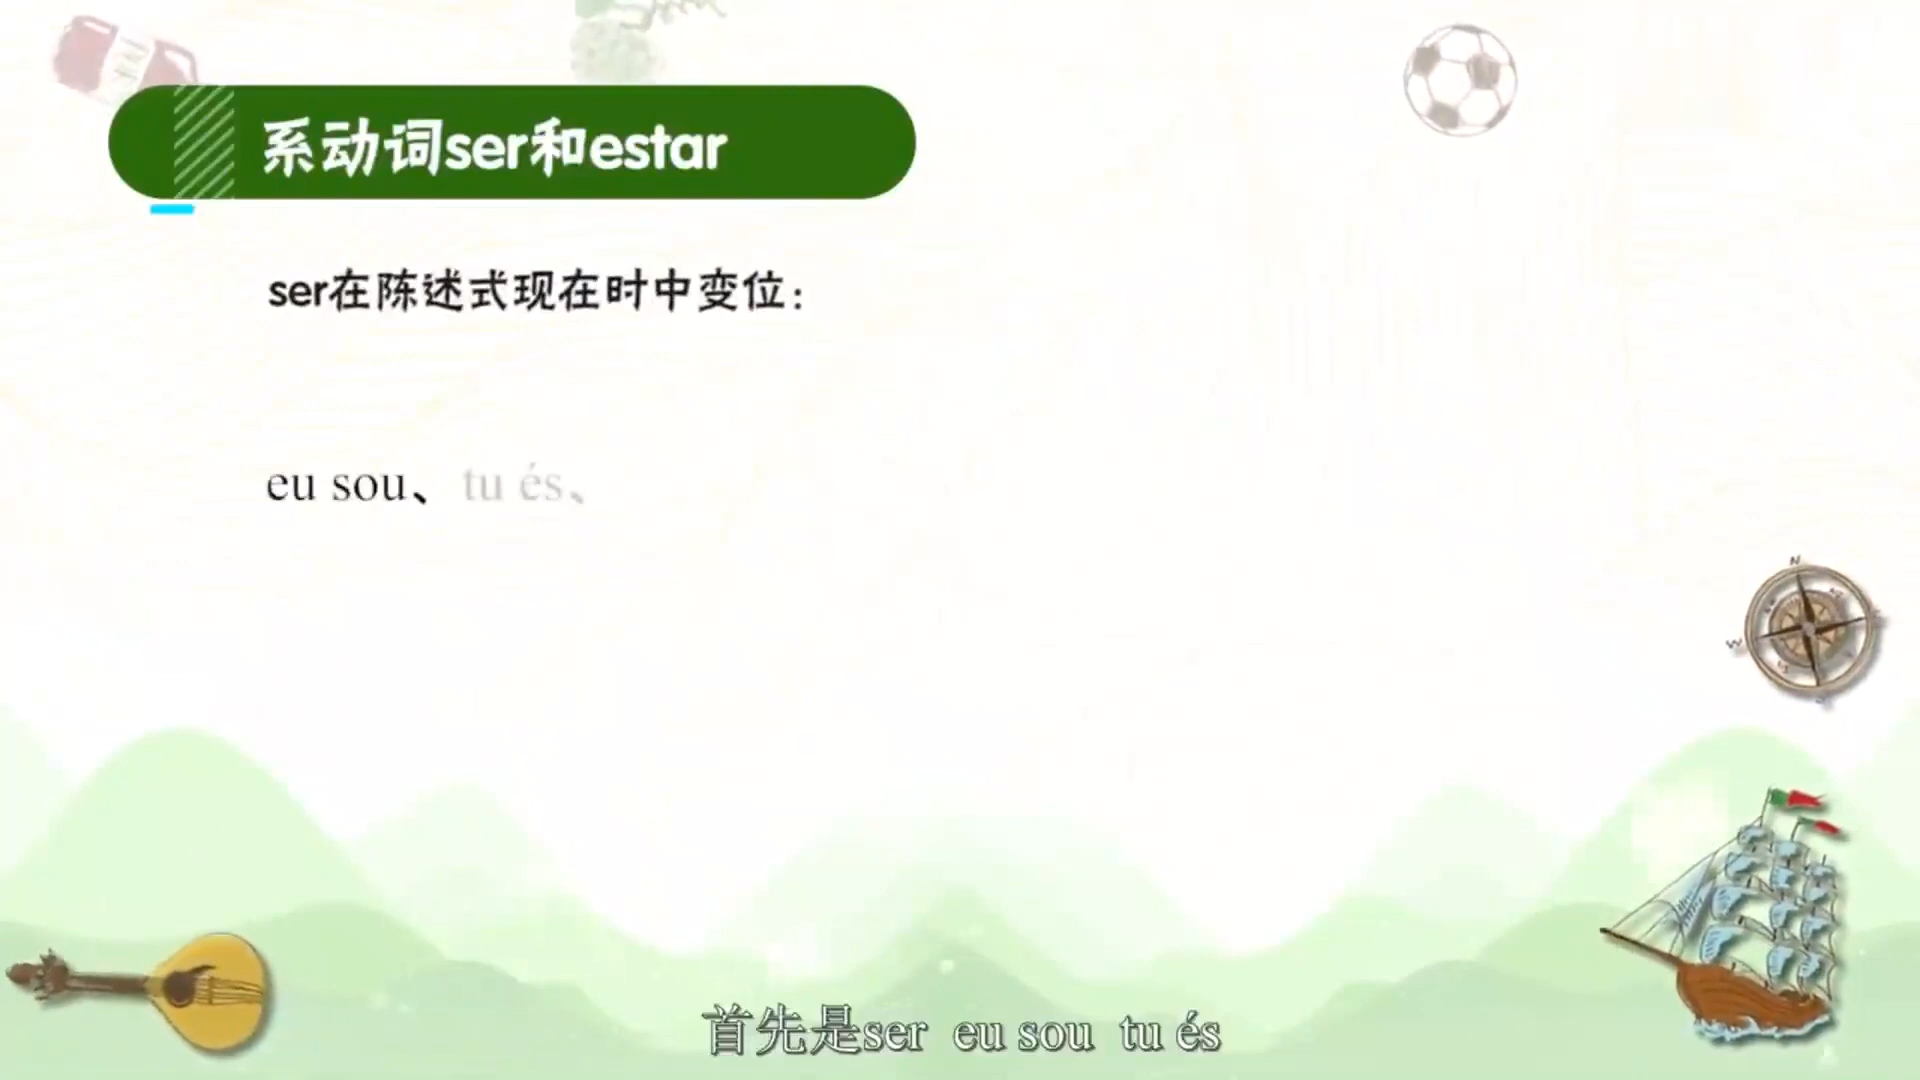 系动词ser和estar
ser在陈述式现在时中变位：
eu sou、tu és、
N
W
首先是ser eu sou tu és